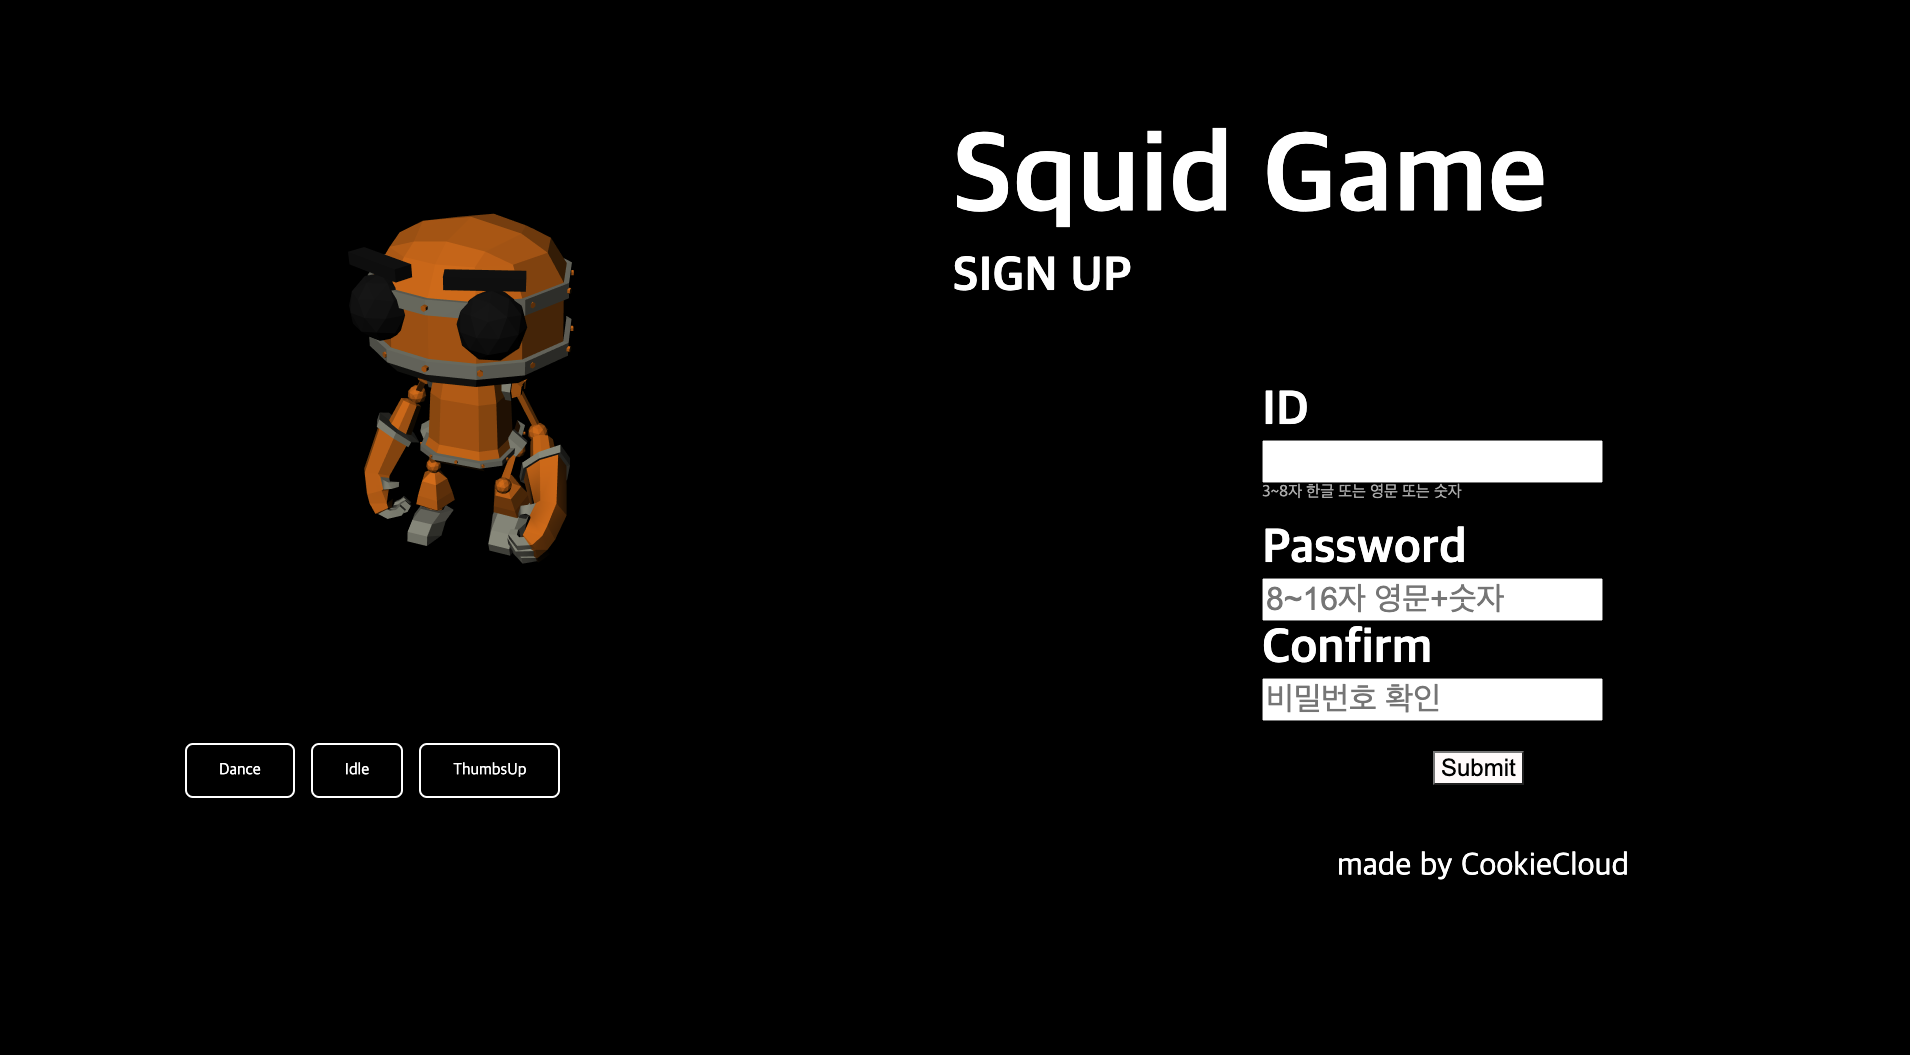 Squid Game
SIGN UP
ID
3~8자 한글 또는 영문 또는 숫자
Password
8~16자 영문+숫자
Confirm
비밀번호 확인
Submit
Dance
Idle
ThumbsUp
made by CookieCloud